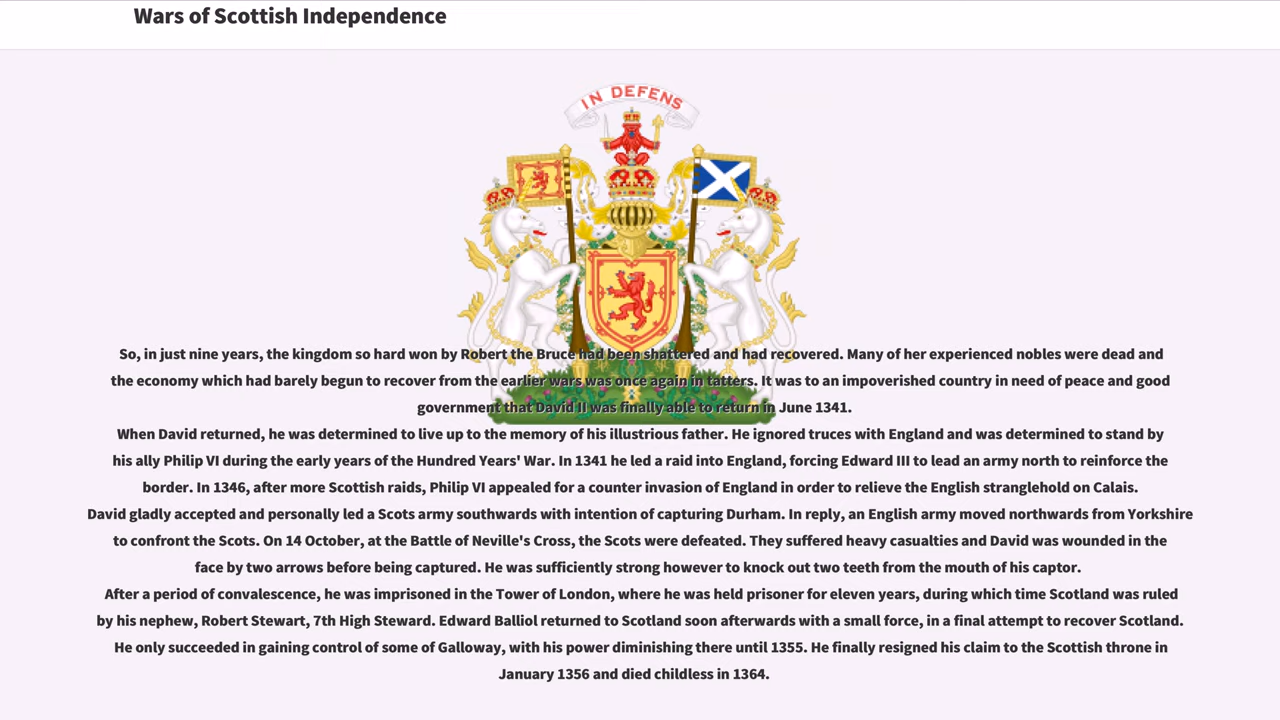 Wars of Scottish Independence
IN DEFENS
So, in just nine years, the kingdom so hard won by Robert the Bruce had been shattered and had recovered. Many of her experienced nobles were dead and
the economy which had barely begun to recover from the earlier wars was once again in tatters. It was to an impoverished country in need of peace and good
government that David II was finally able to return in June 1341.
When David returned, he was determined to live up to the memory of his illustrious father. He ignored truces with England and was determined to stand by
his ally Philip VI during the early years of the Hundred Years' War. In 1341 he led a raid into England, forcing Edward III to lead an army north to reinforce the
border. In 1346, after more Scottish raids, Philip VI appealed for a counter invasion of England in order to relieve the English stranglehold on Calais.
David gladly accepted and personally led a Scots army southwards with intention of capturing Durham. In reply, an English army moved northwards from Yorkshire
to confront the Scots. On 14 October, at the Battle of Neville's Cross, the Scots were defeated. They suffered heavy casualties and David was wounded in the
face by two arrows before being captured. He was sufficiently strong however to knock out two teeth from the mouth of his captor.
After a period of convalescence, he was imprisoned in the Tower of London, where he was held prisoner for eleven years, during which time Scotland was ruled
by his nephew, Robert Stewart, 7th High Steward. Edward Balliol returned to Scotland soon afterwards with a small force, in a final attempt to recover Scotland.
He only succeeded in gaining control of some of Galloway, with his power diminishing there until 1355. He finally resigned his claim to the Scottish throne in
January 1356 and died childless in 1364.